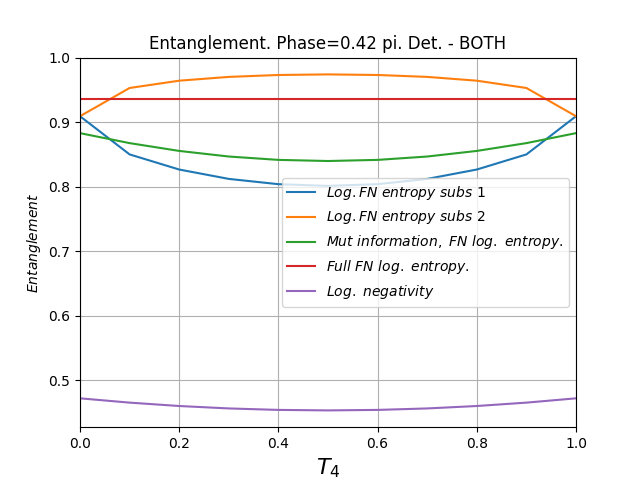 Entanglement. Phase=0.42 pi. Det. - BOTH
1.0
0.9
0.8
0.7
0.6
0.5
Entanglement
Log. FN entropy subs 1
Log. FN entropy subs 2
Mut information, FN log. entropy.
Full FN log. entropy.
Log. negativity
0.0 0.2 0.4 0.6 0.8 1.0
T₄